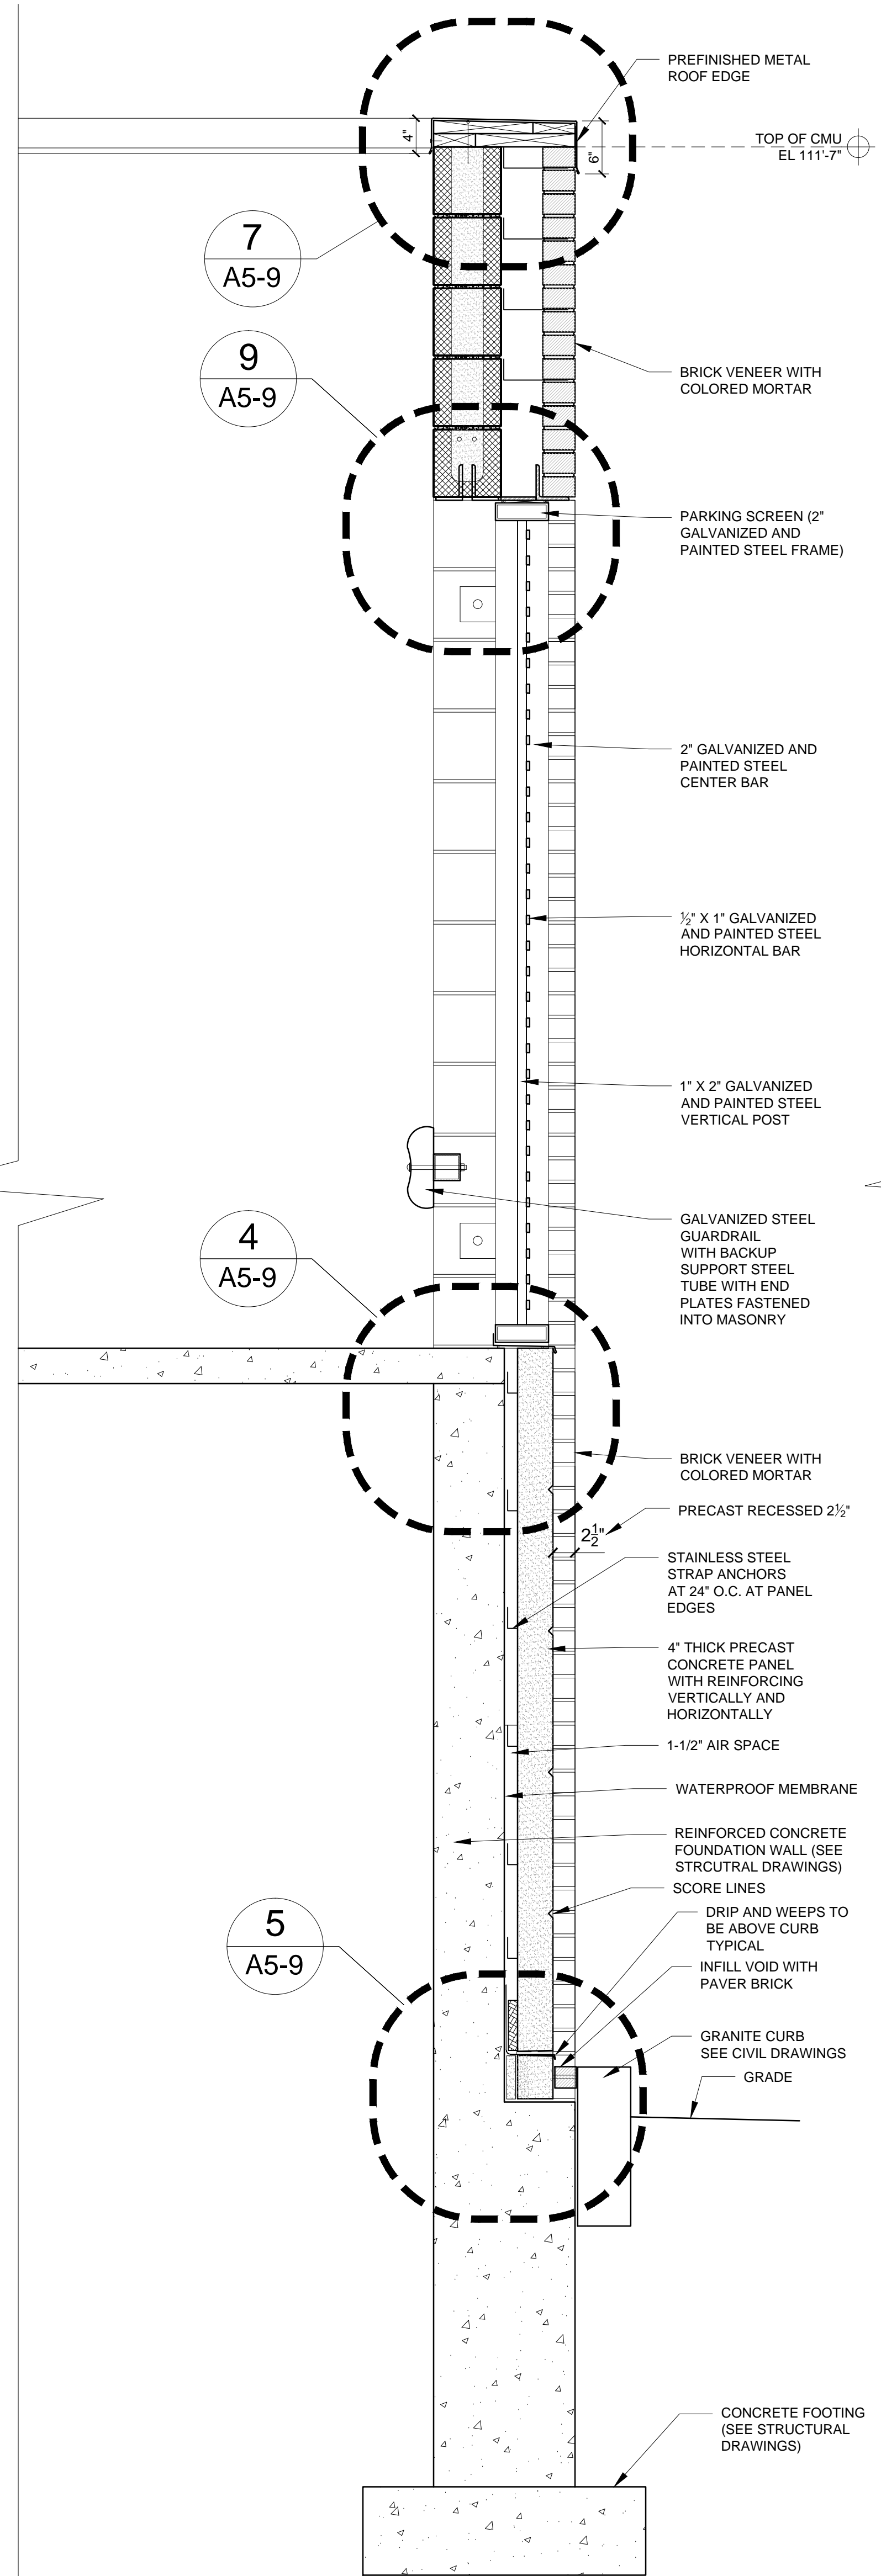 PREFINISHED METAL
ROOF EDGE
4"
6"
TOP OF CMU
EL 111'-7"
7
A5-9
9
A5-9
BRICK VENEER WITH
COLORED MORTAR
PARKING SCREEN (2"
GALVANIZED AND
PAINTED STEEL FRAME)
2" GALVANIZED AND
PAINTED STEEL
CENTER BAR
½" X 1" GALVANIZED
AND PAINTED STEEL
HORIZONTAL BAR
1" X 2" GALVANIZED
AND PAINTED STEEL
VERTICAL POST
4
A5-9
GALVANIZED STEEL
GUARDRAIL
WITH BACKUP
SUPPORT STEEL
TUBE WITH END
PLATES FASTENED
INTO MASONRY
BRICK VENEER WITH
COLORED MORTAR
PRECAST RECESSED 2½"
2½"
STAINLESS STEEL
STRAP ANCHORS
AT 24" O.C. AT PANEL
EDGES
4" THICK PRECAST
CONCRETE PANEL
WITH REINFORCING
VERTICALLY AND
HORIZONTALLY
1-1/2" AIR SPACE
WATERPROOF MEMBRANE
REINFORCED CONCRETE
FOUNDATION WALL (SEE
STRCUTRAL DRAWINGS)
SCORE LINES
5
A5-9
DRIP AND WEEPS TO
BE ABOVE CURB
TYPICAL
INFILL VOID WITH
PAVER BRICK
GRANITE CURB
SEE CIVIL DRAWINGS
GRADE
CONCRETE FOOTING
(SEE STRUCTURAL
DRAWINGS)